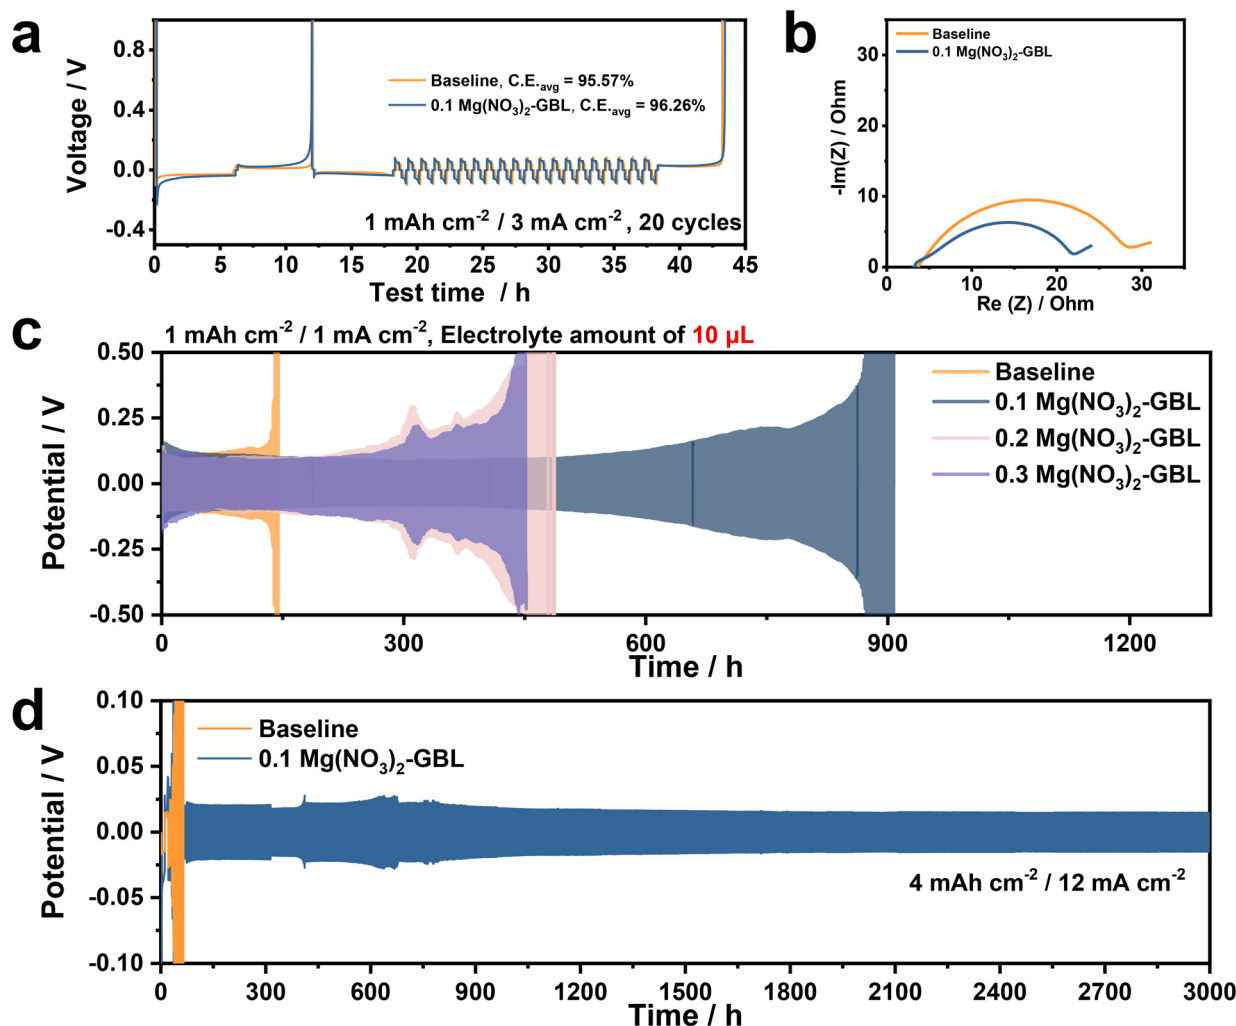 a
0.8
0.4
0.0
-0.4
Voltage / V
Baseline, C.E.avg = 95.57%
0.1 Mg(NO3)2-GBL, C.E.avg = 96.26%
1 mAh cm-2 / 3 mA cm-2 , 20 cycles
0 5 10 15 20 25 30 35 40 45
Test time / h
b
Baseline
0.1 Mg(NO3)2-GBL
30
20
10
0
-Im(Z) / Ohm
0 10 20 30
Re (Z) / Ohm
c
1 mAh cm-2 / 1 mA cm-2, Electrolyte amount of 10 µL
0.50
0.25
0.00
-0.25
-0.50
Potential / V
Baseline
0.1 Mg(NO3)2-GBL
0.2 Mg(NO3)2-GBL
0.3 Mg(NO3)2-GBL
0 300 600 900 1200
Time / h
d
0.10
0.05
0.00
-0.05
-0.10
Potential / V
Baseline
0.1 Mg(NO3)2-GBL
4 mAh cm-2 / 12 mA cm-2
0 300 600 900 1200 1500 1800 2100 2400 2700 3000
Time / h